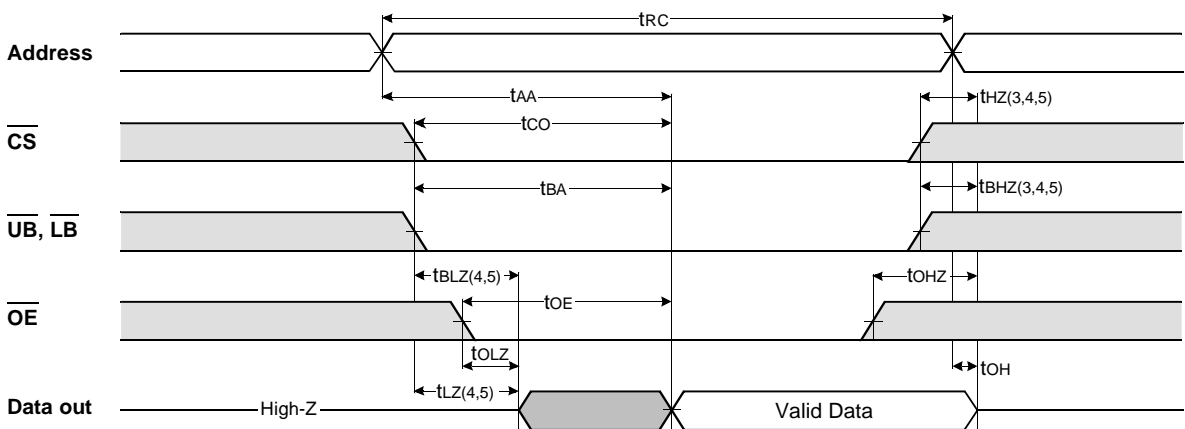 tRC
Address
tAA
tHZ(3,4,5)
CS
tCO
tBA
tBHZ(3,4,5)
UB, LB
tBLZ(4,5)
tOHZ
OE
tOE
tOLZ
tOH
tLZ(4,5)
Data out
High-Z
Valid Data